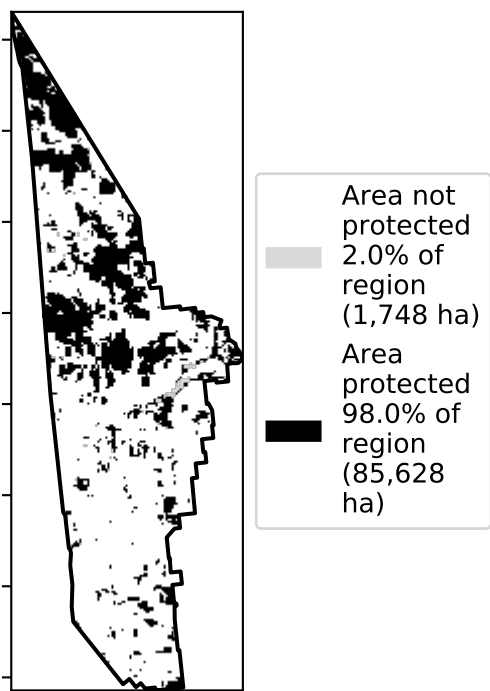 Area not
protected
2.0% of
region
(1,748 ha)
Area
protected
98.0% of
region
(85,628
ha)